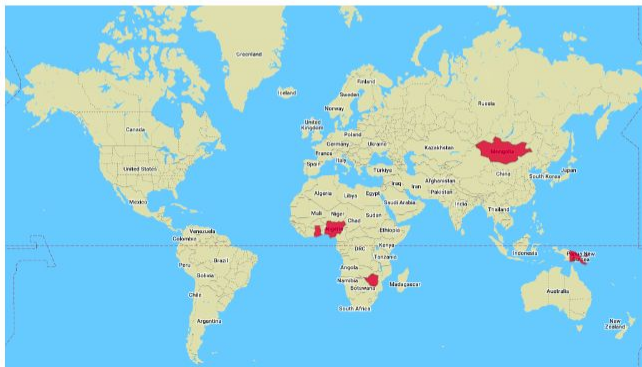 Greenland
Iceland
Finland
Sweden
Norway
Russia
Canada
United
Kingdom
Poland
Germany
Ukraine
Kazakhstan
Mongolia
France
Italy
Spain
United States
Türkiye
Afghanistan
China
Japan
South Korea
Iraq
Iran
Pakistan
Algeria
Libya
Egypt
Saudi Arabia
India
Mexico
Mali
Niger
Chad
Sudan
Thailand
Nigeria
Ethiopia
Venezuela
Colombia
Kenya
DRC
Tanzania
Indonesia
Papua New
Guinea
Peru
Brazil
Bolivia
Angola
Namibia
Botswana
Madagascar
Chile
Australia
South Africa
Argentina
New
Zealand